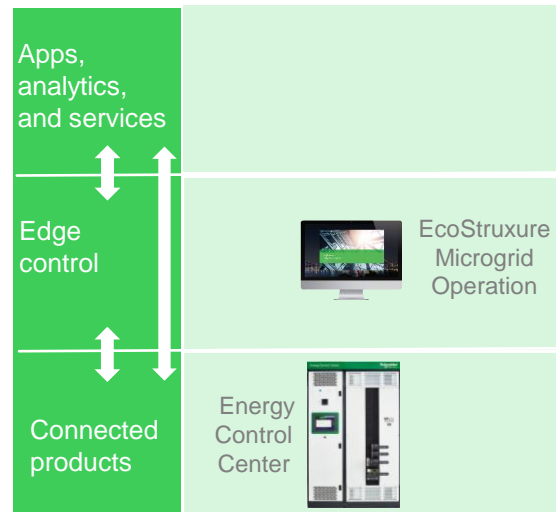 Apps,
analytics,
and services
Edge
control
EcoStruxure
Microgrid
Operation
Connected
products
Energy
Control
Center